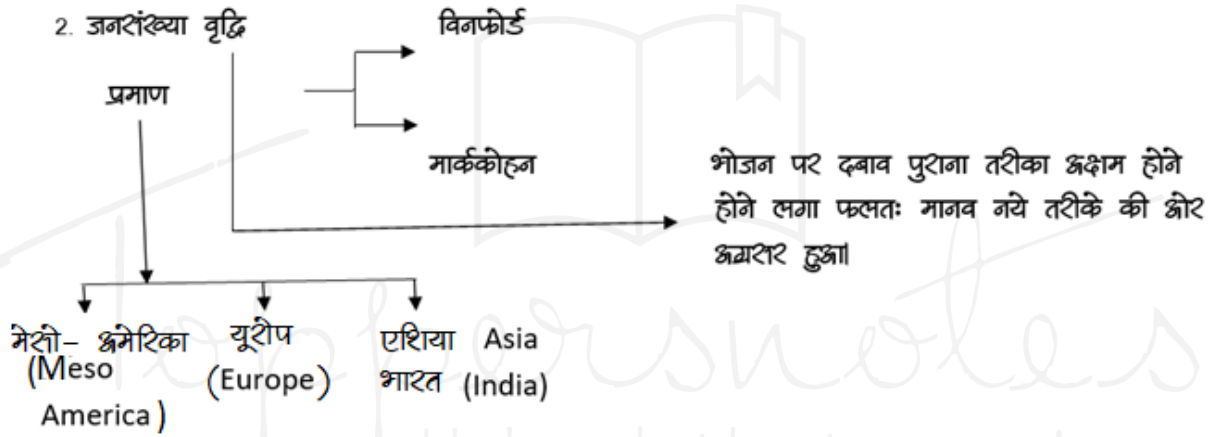 2. जनसंख्या वृद्धि
विनफोर्ड
प्रमाण
मार्ककोहन
भोजन पर दबाव पुराना तरीका अक्षम होने
होने लगा फलतः मानव नये तरीके की ओर
अग्रसर हुआ।
मेसो- अमेरिका
(Meso
America)
यूरोप
(Europe)
एशिया Asia
भारत (India)
Toppersnotes